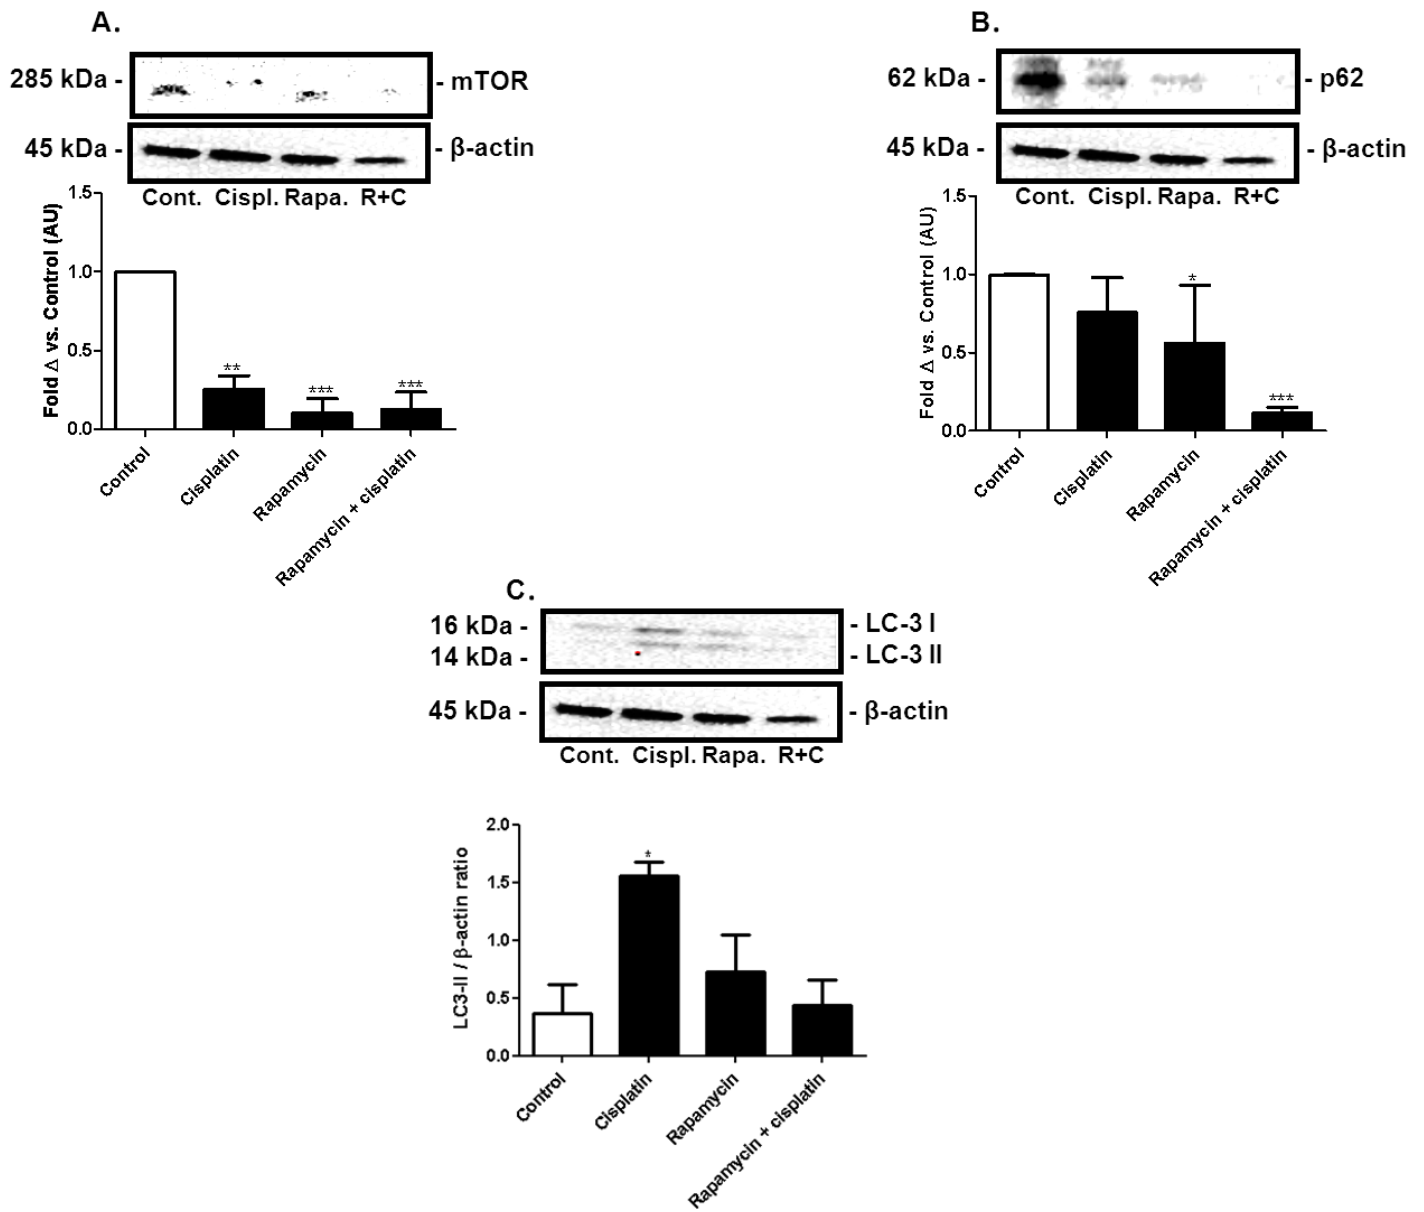 A.
285 kDa -
- mTOR
45 kDa -
- β-actin
Cont. Cispl. Rapa. R+C
Fold Δ vs. Control (AU)
1.5
1.0
0.5
0.0
**
***
***
Control
Cisplatin
Rapamycin
Rapamycin + cisplatin
B.
62 kDa -
- p62
45 kDa -
- β-actin
Cont. Cispl. Rapa. R+C
Fold Δ vs. Control (AU)
1.5
1.0
0.5
0.0
*
***
Control
Cisplatin
Rapamycin
Rapamycin + cisplatin
C.
16 kDa -
- LC-3 I
14 kDa -
- LC-3 II
45 kDa -
- β-actin
Cont. Cispl. Rapa. R+C
LC3-II / β-actin ratio
2.0
1.5
1.0
0.5
0.0
*
Control
Cisplatin
Rapamycin
Rapamycin + cisplatin